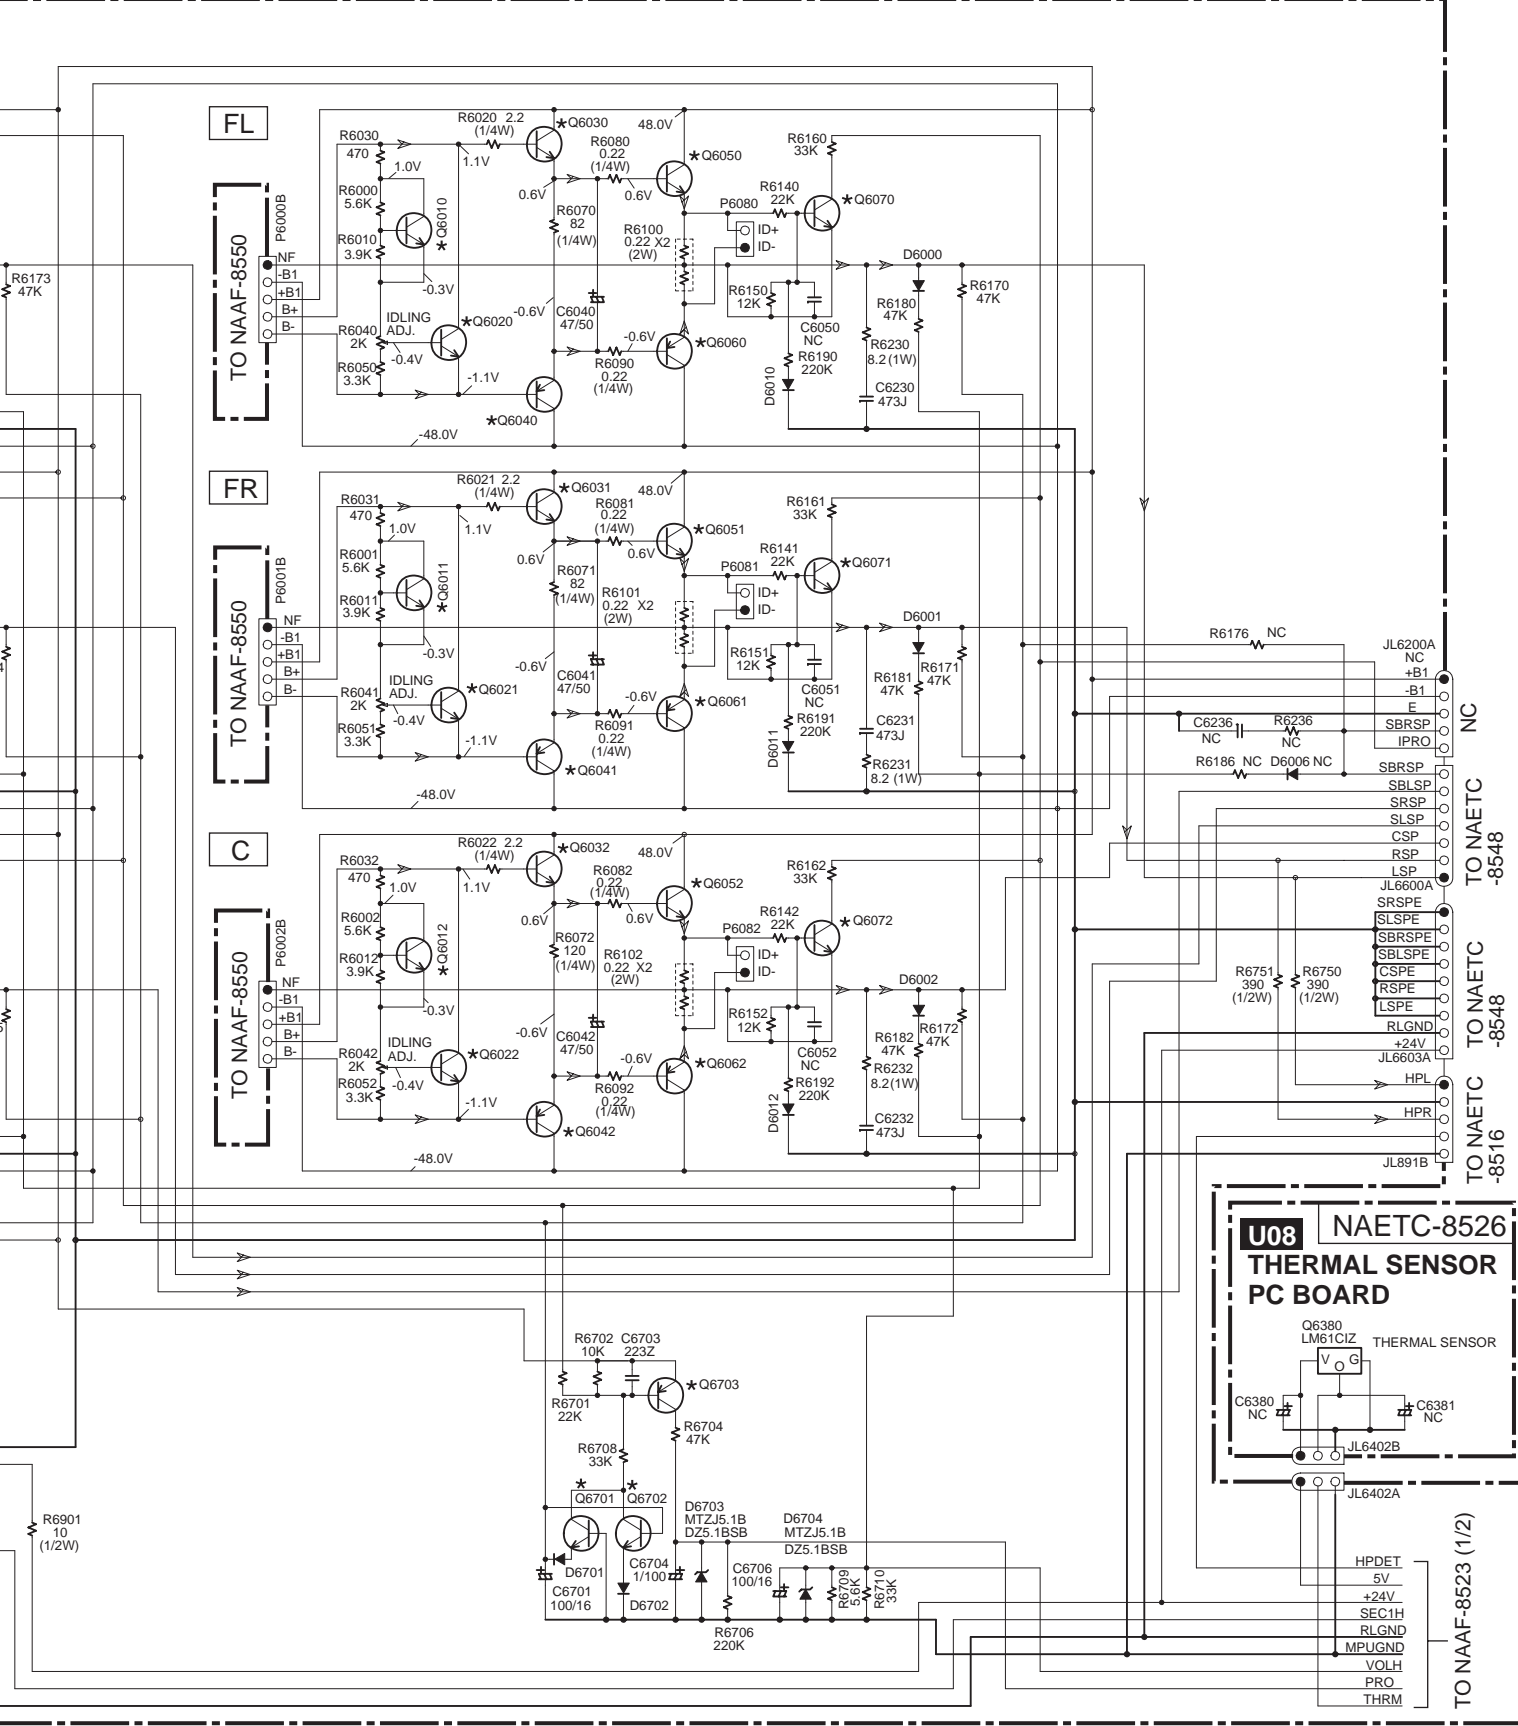 FL
R6030
470
1.0V
R6000
5.6K
R6010
3.9K
-0.3V
R6040
2K
IDLING
ADJ.
-0.4V
R6050
3.3K
-1.1V
-48.0V
R6020 2.2
(1/4W)
1.1V
★Q6030
★Q6010
★Q6020
★Q6040
0.6V
R6070
82
(1/4W)
-0.6V
R6080
0.22
(1/4W)
0.6V
C6040
47/50
R6090
0.22
(1/4W)
-0.6V
48.0V
★Q6050
R6100
0.22 X2
(2W)
★Q6060
P6080
ID+
ID-
R6140
22K
R6160
33K
★Q6070
R6150
12K
C6050
NC
R6190
220K
D6010
D6000
R6180
47K
R6170
47K
R6230
8.2 (1W)
C6230
473J
TO NAAF-8550
P6000B
NF
-B1
+B1
B+
B-
R6173
47K
FR
R6031
470
1.0V
R6001
5.6K
R6011
3.9K
-0.3V
R6041
2K
IDLING
ADJ.
-0.4V
R6051
3.3K
-1.1V
-48.0V
R6021 2.2
(1/4W)
1.1V
★Q6031
★Q6011
★Q6021
★Q6041
0.6V
R6071
82
(1/4W)
-0.6V
R6081
0.22
(1/4W)
0.6V
C6041
47/50
R6091
0.22
(1/4W)
-0.6V
48.0V
★Q6051
R6101
0.22 X2
(2W)
★Q6061
P6081
ID+
ID-
R6141
22K
R6161
33K
★Q6071
R6151
12K
C6051
NC
R6191
220K
D6011
D6001
R6181
47K
R6171
47K
C6231
473J
R6231
8.2 (1W)
TO NAAF-8550
P6001B
NF
-B1
+B1
B+
B-
4
C
R6032
470
1.0V
R6002
5.6K
R6012
3.9K
-0.3V
R6042
2K
IDLING
ADJ.
-0.4V
R6052
3.3K
-1.1V
-48.0V
R6022 2.2
(1/4W)
1.1V
★Q6032
★Q6012
★Q6022
★Q6042
0.6V
R6072
120
(1/4W)
-0.6V
R6082
0.22
(1/4W)
0.6V
C6042
47/50
R6092
0.22
(1/4W)
-0.6V
48.0V
★Q6052
R6102
0.22 X2
(2W)
★Q6062
P6082
ID+
ID-
R6142
22K
R6162
33K
★Q6072
R6152
12K
C6052
NC
R6192
220K
D6012
D6002
R6182
47K
R6172
47K
R6232
8.2(1W)
C6232
473J
TO NAAF-8550
P6002B
NF
-B1
+B1
B+
B-
R6176 NC
C6236
NC
R6236
NC
R6186 NC D6006 NC
JL6200A
NC
+B1
-B1
E
SBRSP
IPRO
NC
SBRSP
SBLSP
SRSP
SLSP
CSP
RSP
LSP
JL6600A
TO NAETC
-8548
SRSPE
SLSPE
SBRSPE
SBLSPE
CSPE
RSPE
LSPE
RLGND
+24V
JL6603A
TO NAETC
-8548
R6751
390
(1/2W)
R6750
390
(1/2W)
HPL
HPR
JL891B
TO NAETC
-8516
U08
NAETC-8526
THERMAL SENSOR
PC BOARD
Q6380
LM61CIZ
THERMAL SENSOR
V O G
C6380
NC
C6381
NC
JL6402B
JL6402A
R6702
10K
C6703
223Z
R6701
22K
★Q6703
R6704
47K
R6708
33K
★ ★
Q6701 Q6702
D6701
C6701
100/16
C6704
1/100
D6702
D6703
MTZJ5.1B
DZ5.1BSB
R6706
220K
C6706
100/16
D6704
MTZJ5.1B
DZ5.1BSB
R6709
5.6K
R6710
33K
R6901
10
(1/2W)
HPDET
5V
+24V
SEC1H
RLGND
MPUGND
VOLH
PRO
THRM
TO NAAF-8523 (1/2)